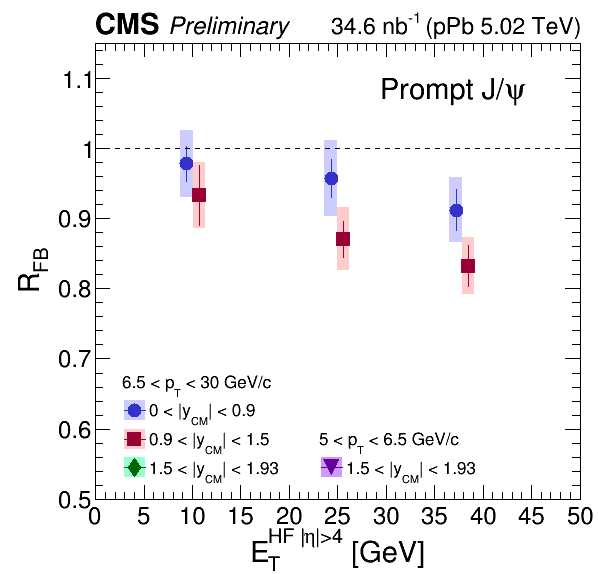 CMS Preliminary 34.6 nb⁻¹ (pPb 5.02 TeV)
Prompt J/ψ
R_FB
1.1
1
0.9
0.8
0.7
0.6
0.5
6.5 < p_T < 30 GeV/c
0 < |y_CM| < 0.9
0.9 < |y_CM| < 1.5
1.5 < |y_CM| < 1.93
5 < p_T < 6.5 GeV/c
1.5 < |y_CM| < 1.93
0 5 10 15 20 25 30 35 40 45 50
E_T^HF |η|>4 [GeV]